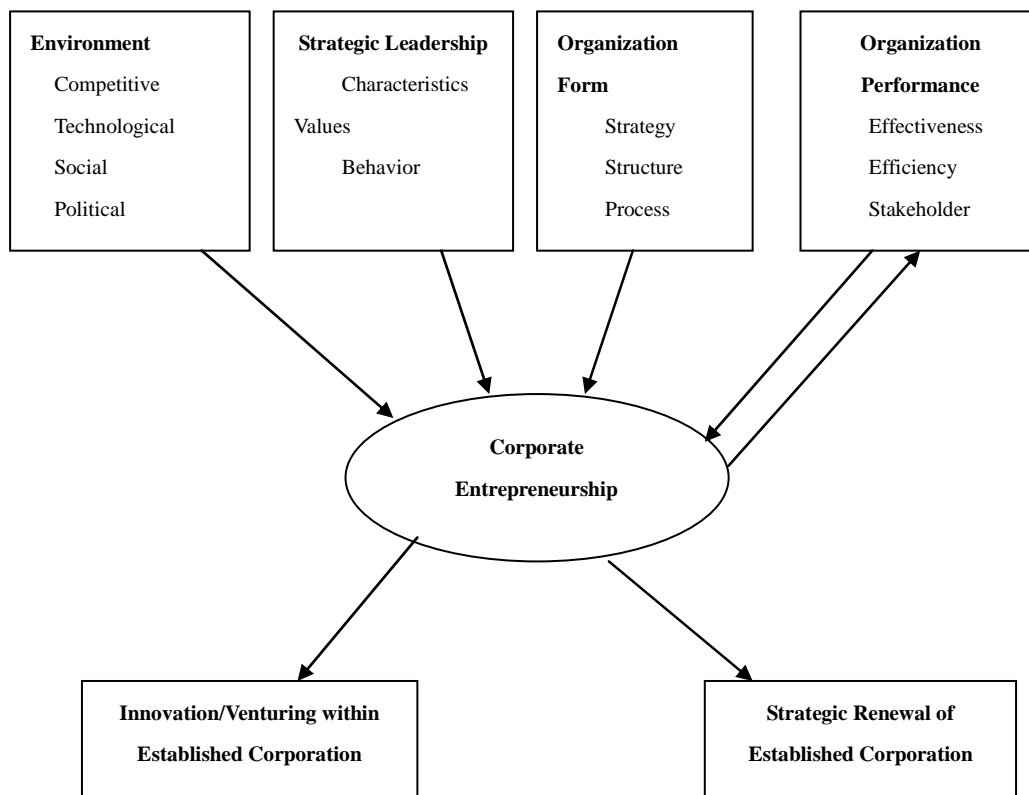 Environment
Competitive
Technological
Social
Political
Strategic Leadership
Characteristics
Values
Behavior
Organization
Form
Strategy
Structure
Process
Organization
Performance
Effectiveness
Efficiency
Stakeholder
Corporate
Entrepreneurship
Innovation/Venturing within
Established Corporation
Strategic Renewal of
Established Corporation